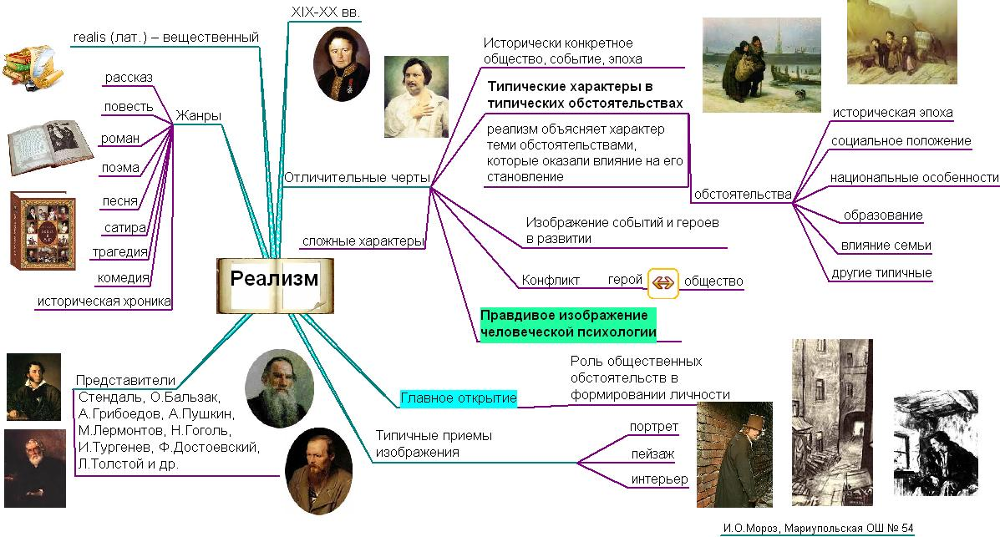 XIX-XX вв.
realis (лат.) – вещественный
Жанры
рассказ
повесть
роман
поэма
песня
сатира
трагедия
комедия
историческая хроника
Реализм
Отличительные черты
сложные характеры
Исторически конкретное
общество, событие, эпоха
Типические характеры в
типических обстоятельствах
реализм объясняет характер
теми обстоятельствами,
которые оказали влияние на его
становление
обстоятельства
историческая эпоха
социальное положение
национальные особенности
образование
влияние семьи
другие типичные
Изображение событий и героев
в развитии
Конфликт герой общество
Правдивое изображение
человеческой психологии
Представители
Стендаль, О.Бальзак,
А.Грибоедов, А.Пушкин,
М.Лермонтов, Н.Гоголь,
И.Тургенев, Ф.Достоевский,
Л.Толстой и др.
Главное открытие
Роль общественных
обстоятельств в
формировании личности
Типичные приемы
изображения
портрет
пейзаж
интерьер
И.О.Мороз, Мариупольская ОШ № 54